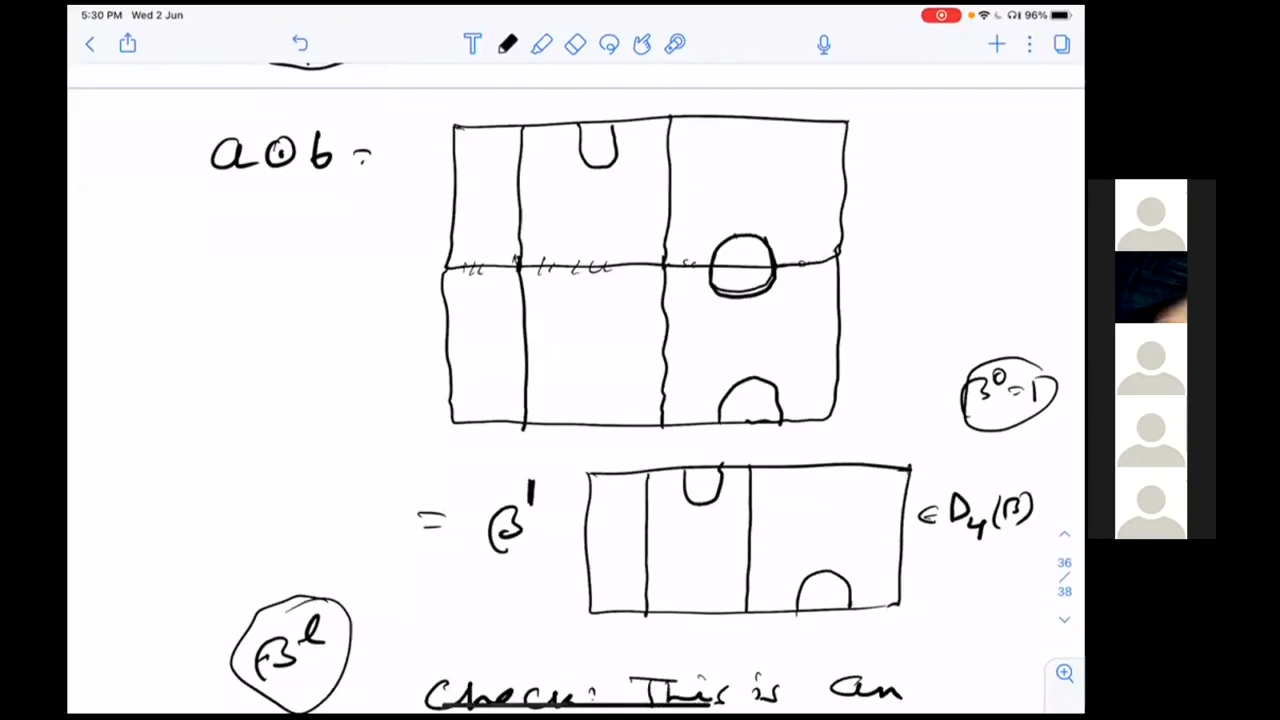 5:30 PM Wed 2 Jun
96%
a⊙b =
β⁰ = 1
= β¹ ∈ D₄(β)
36
/
38
βˡ
Check: This is an